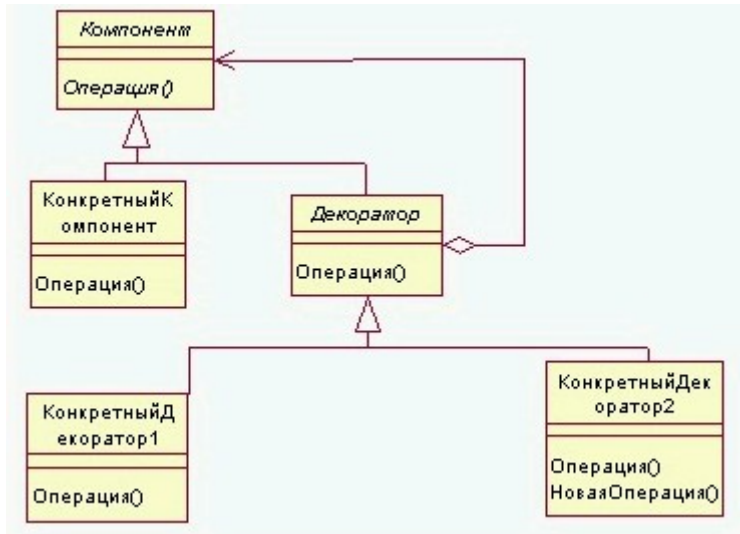 Компонент
Операция()
КонкретныйК
омпонент
Операция()
Декоратор
Операция()
КонкретныйД
екоратор1
Операция()
КонкретныйДек
оратор2
Операция()
НоваяОперация()